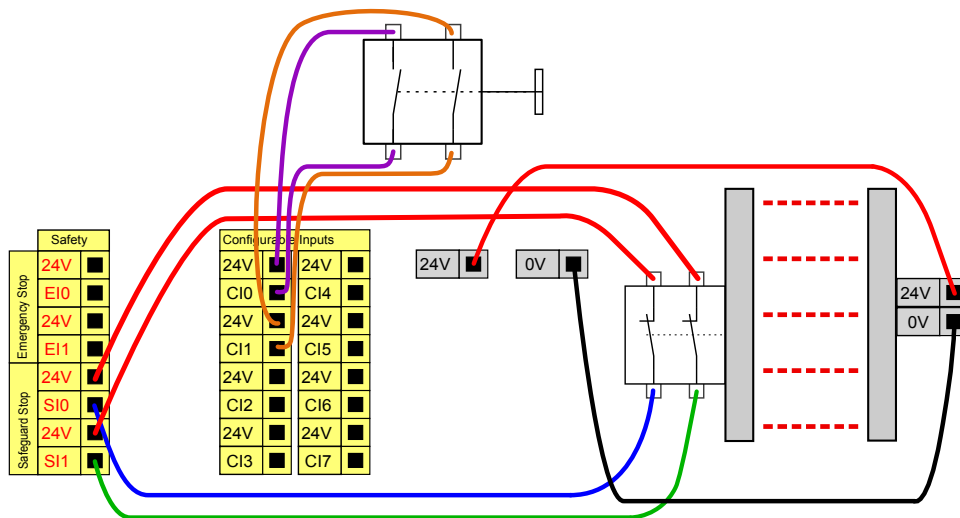 Safety
Emergency Stop
24V
EI0
24V
EI1
Safeguard Stop
24V
SI0
24V
SI1
Configurable Inputs
24V 24V
CI0 CI4
24V 24V
CI1 CI5
24V 24V
CI2 CI6
24V 24V
CI3 CI7
24V
0V
24V
0V